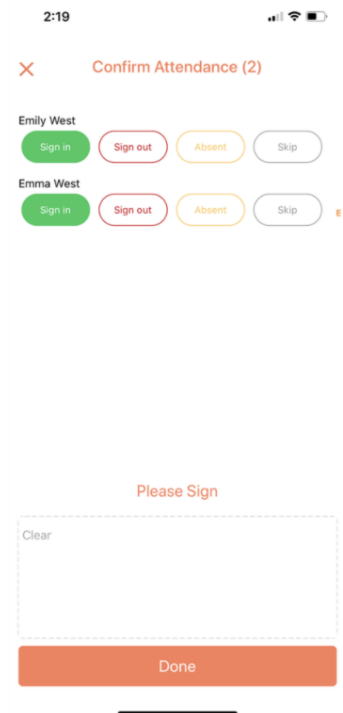 2:19
Confirm Attendance (2)
Emily West
Sign in Sign out Absent Skip
Emma West
Sign in Sign out Absent Skip
Please Sign
Clear
Done